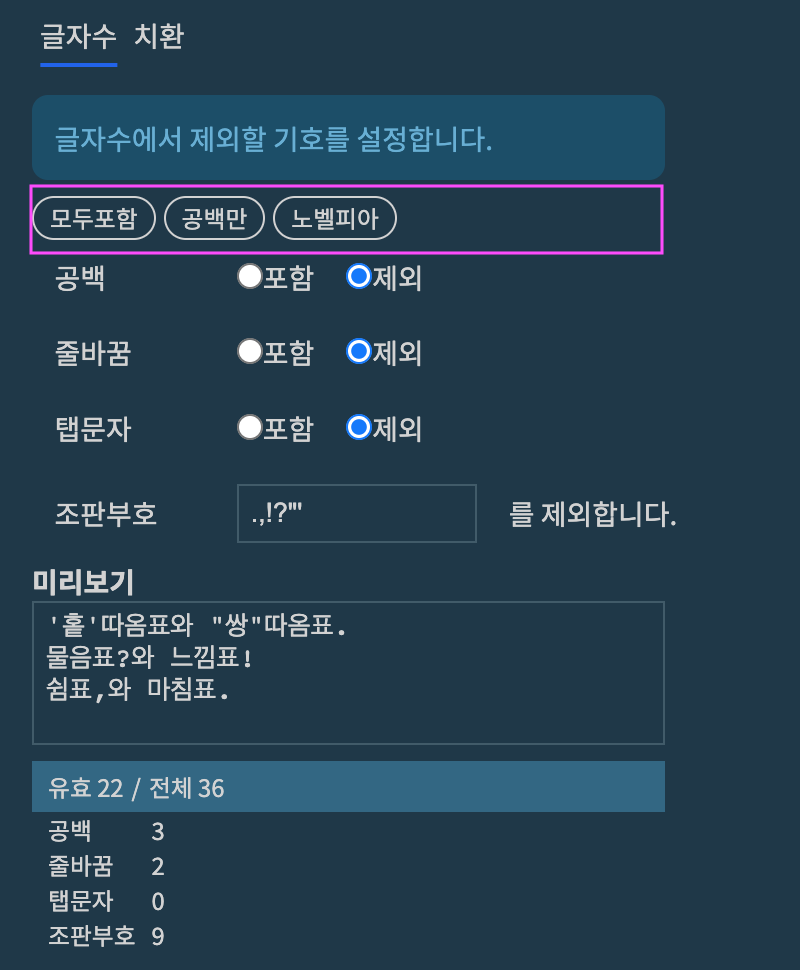 글자수 치환
글자수에서 제외할 기호를 설정합니다.
모두포함 공백만 노벨피아
공백 포함 제외
줄바꿈 포함 제외
탭문자 포함 제외
조판부호 .,!?"' 를 제외합니다.
미리보기
'홑'따옴표와 "쌍"따옴표.
물음표?와 느낌표!
쉼표,와 마침표.
유효 22 / 전체 36
공백 3
줄바꿈 2
탭문자 0
조판부호 9